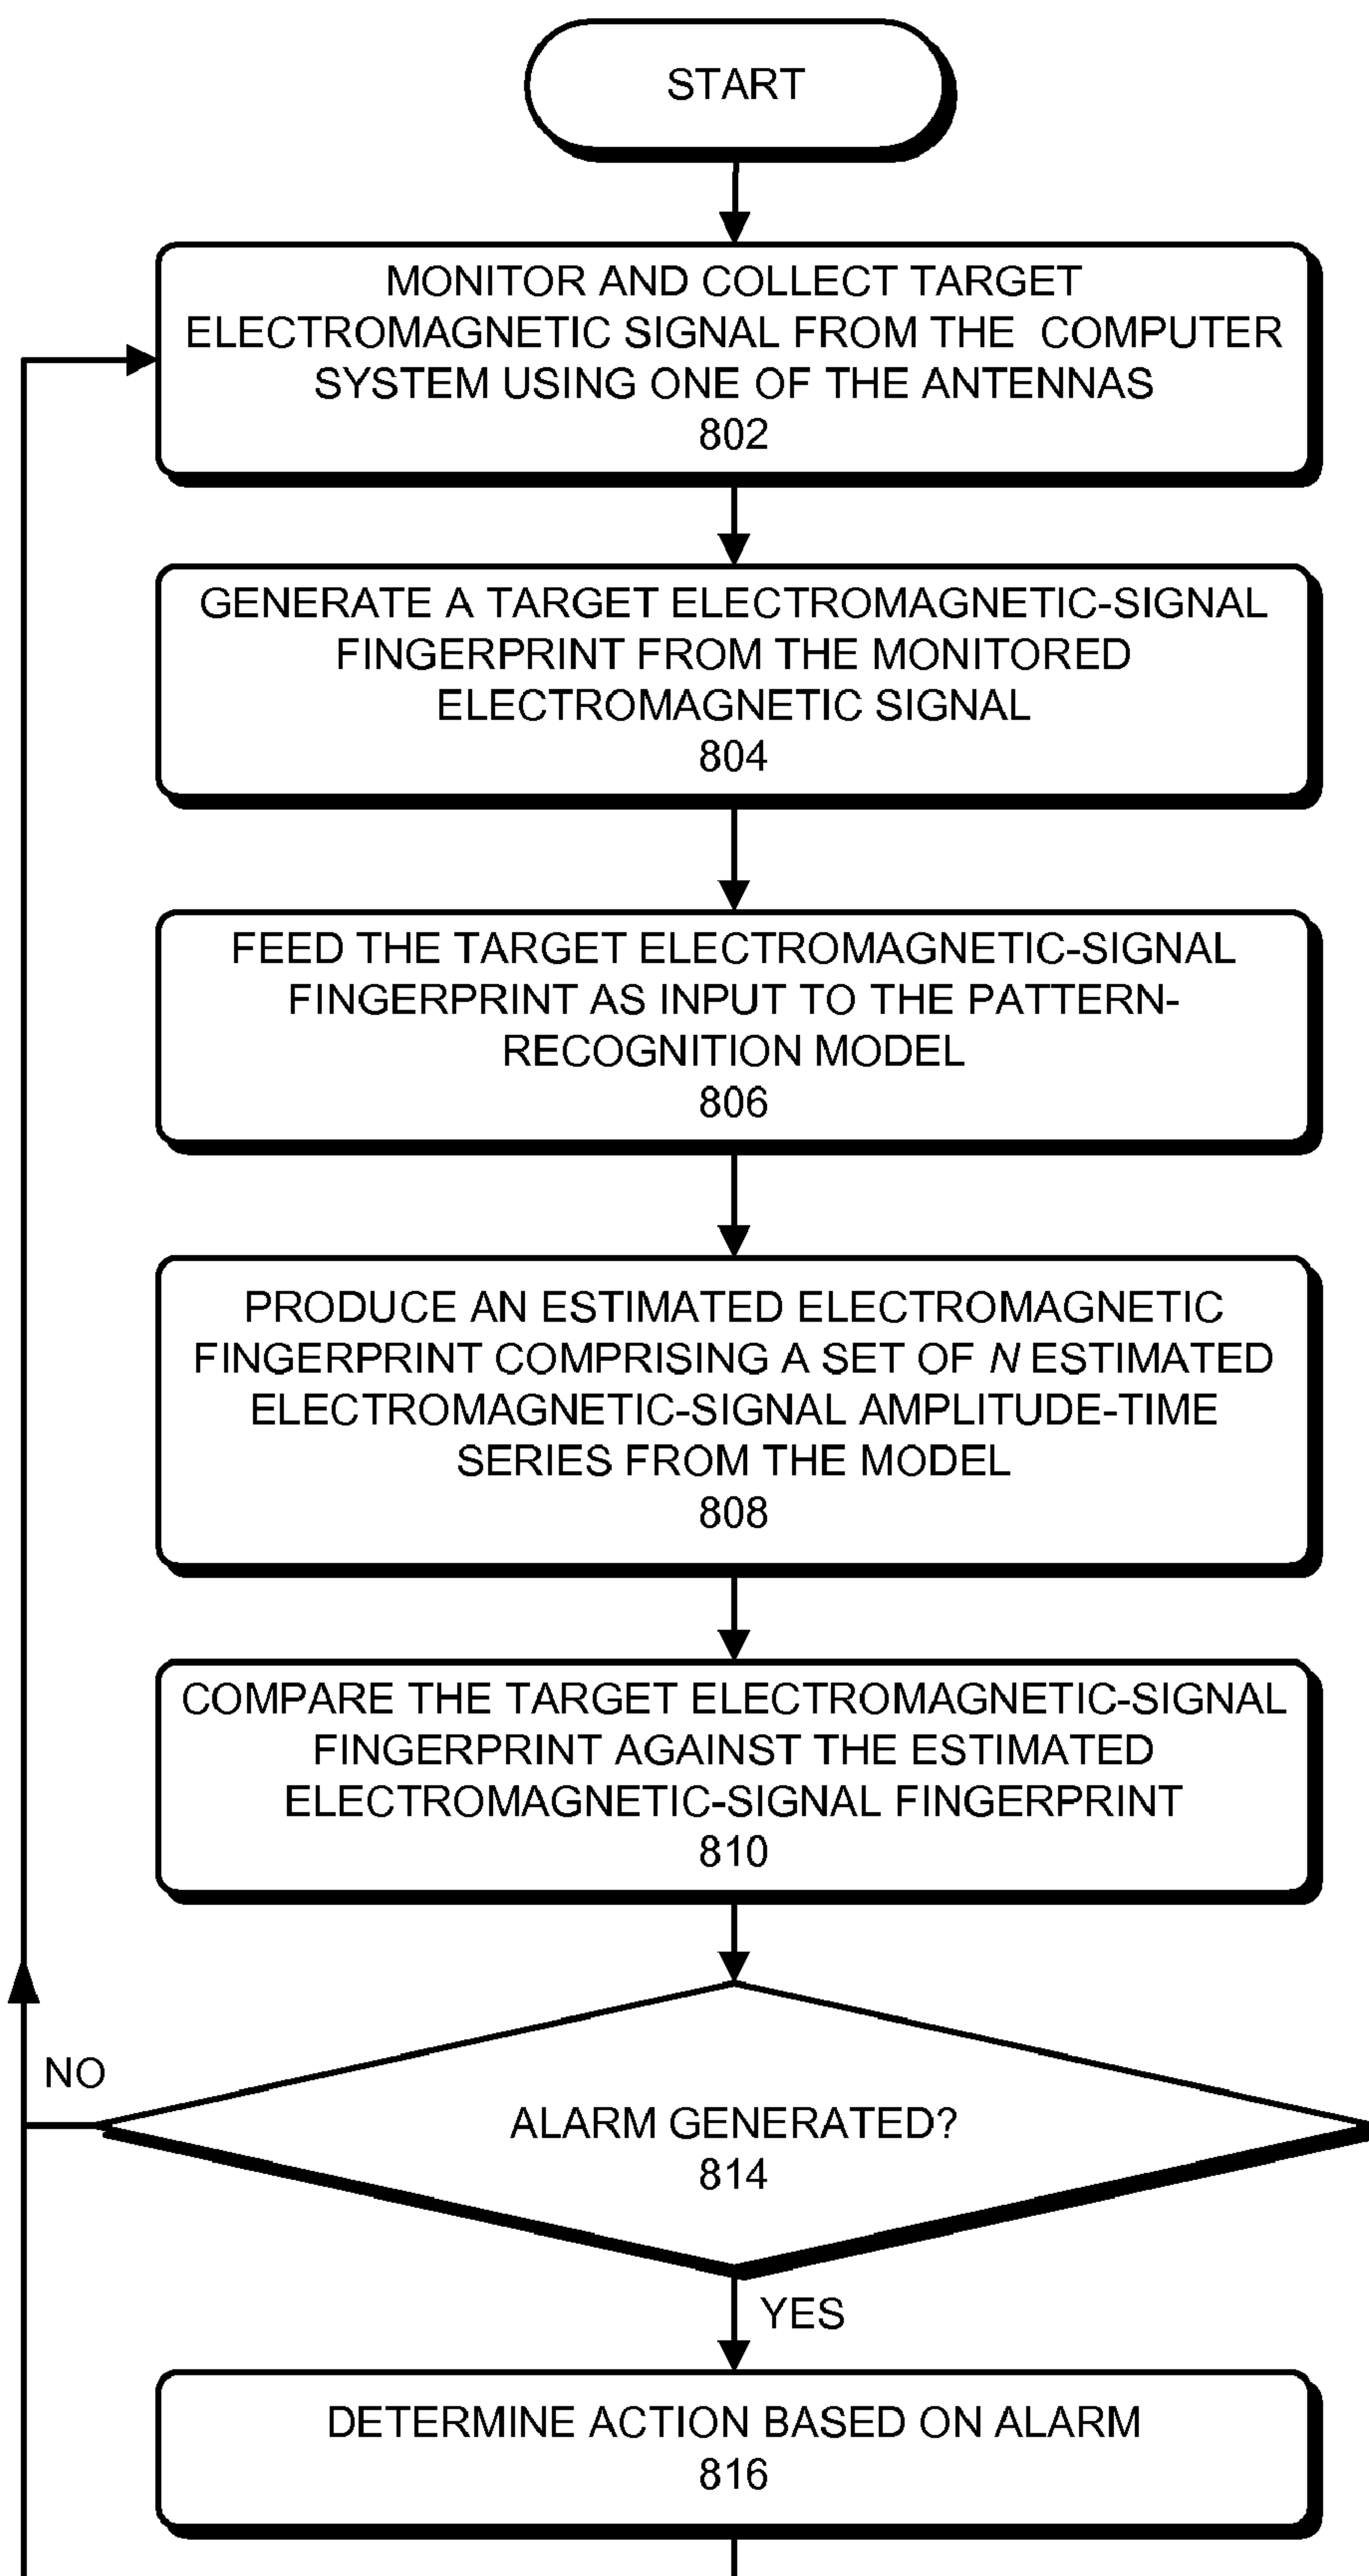 START
MONITOR AND COLLECT TARGET
ELECTROMAGNETIC SIGNAL FROM THE COMPUTER
SYSTEM USING ONE OF THE ANTENNAS
802
GENERATE A TARGET ELECTROMAGNETIC-SIGNAL
FINGERPRINT FROM THE MONITORED
ELECTROMAGNETIC SIGNAL
804
FEED THE TARGET ELECTROMAGNETIC-SIGNAL
FINGERPRINT AS INPUT TO THE PATTERN-
RECOGNITION MODEL
806
PRODUCE AN ESTIMATED ELECTROMAGNETIC
FINGERPRINT COMPRISING A SET OF N ESTIMATED
ELECTROMAGNETIC-SIGNAL AMPLITUDE-TIME
SERIES FROM THE MODEL
808
COMPARE THE TARGET ELECTROMAGNETIC-SIGNAL
FINGERPRINT AGAINST THE ESTIMATED
ELECTROMAGNETIC-SIGNAL FINGERPRINT
810
NO
ALARM GENERATED?
814
YES
DETERMINE ACTION BASED ON ALARM
816